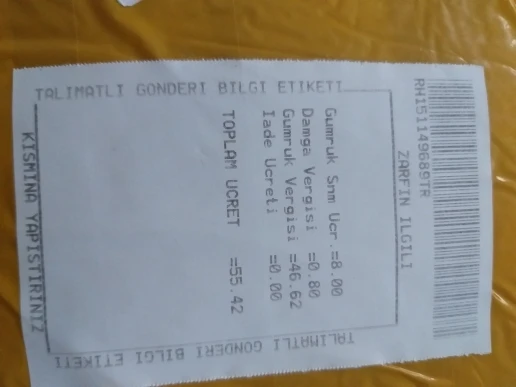 RH151149689TR
ZARFIN ILGILI
TALIMATLI GONDERI BILGI ETIKETI
Gumruk Snm Ucr.=8.00
Damga Vergisi =0.80
Gumruk Vergisi =46.62
Iade Ucreti =0.00
TOPLAM UCRET =55.42
TALIMATLI GONDERI BILGI ETIKETI
KISMINA YAPISTIRINIZ